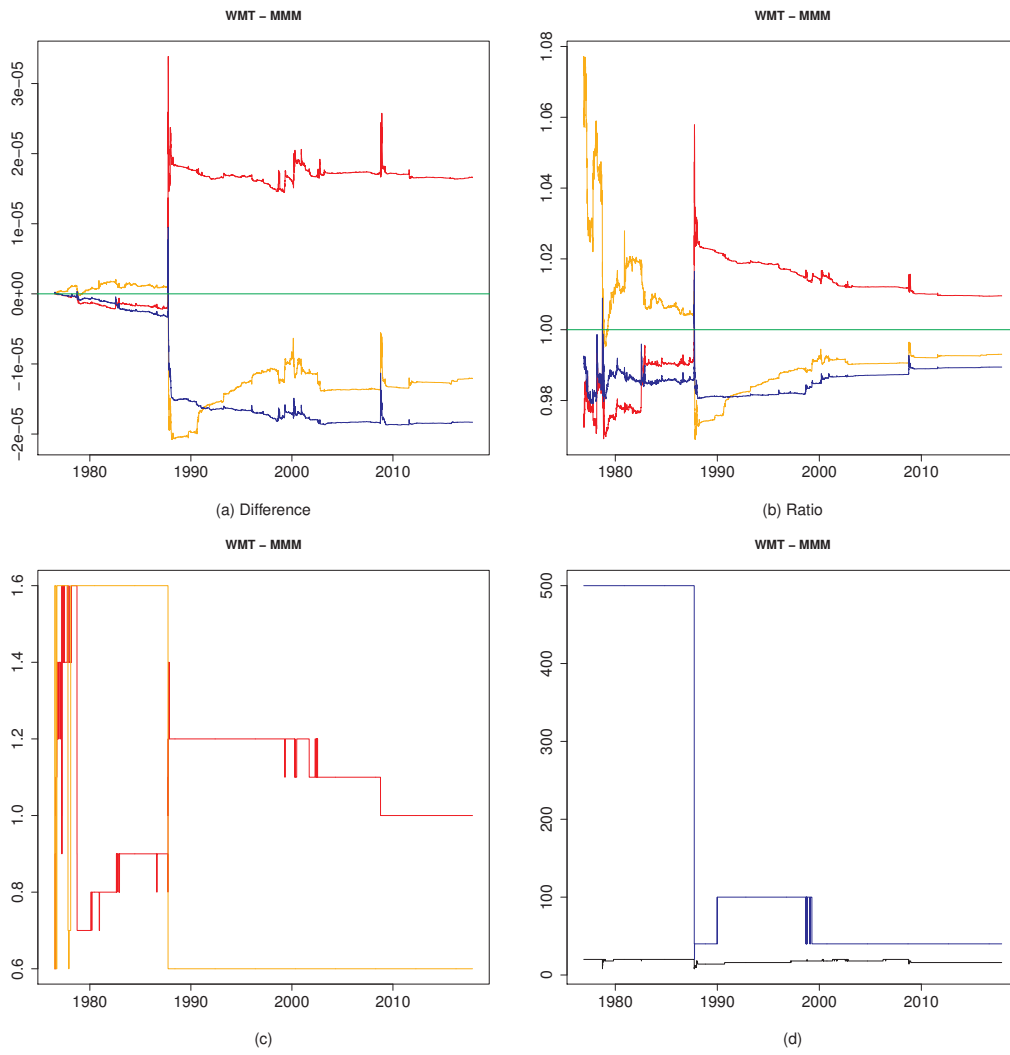 WMT − MMM
3e−05
2e−05
1e−05
0e+00
−1e−05
−2e−05
1980 1990 2000 2010
(a) Difference
WMT − MMM
1.08
1.06
1.04
1.02
1.00
0.98
1980 1990 2000 2010
(b) Ratio
WMT − MMM
1.6
1.4
1.2
1.0
0.8
0.6
1980 1990 2000 2010
(c)
WMT − MMM
500
400
300
200
100
0
1980 1990 2000 2010
(d)